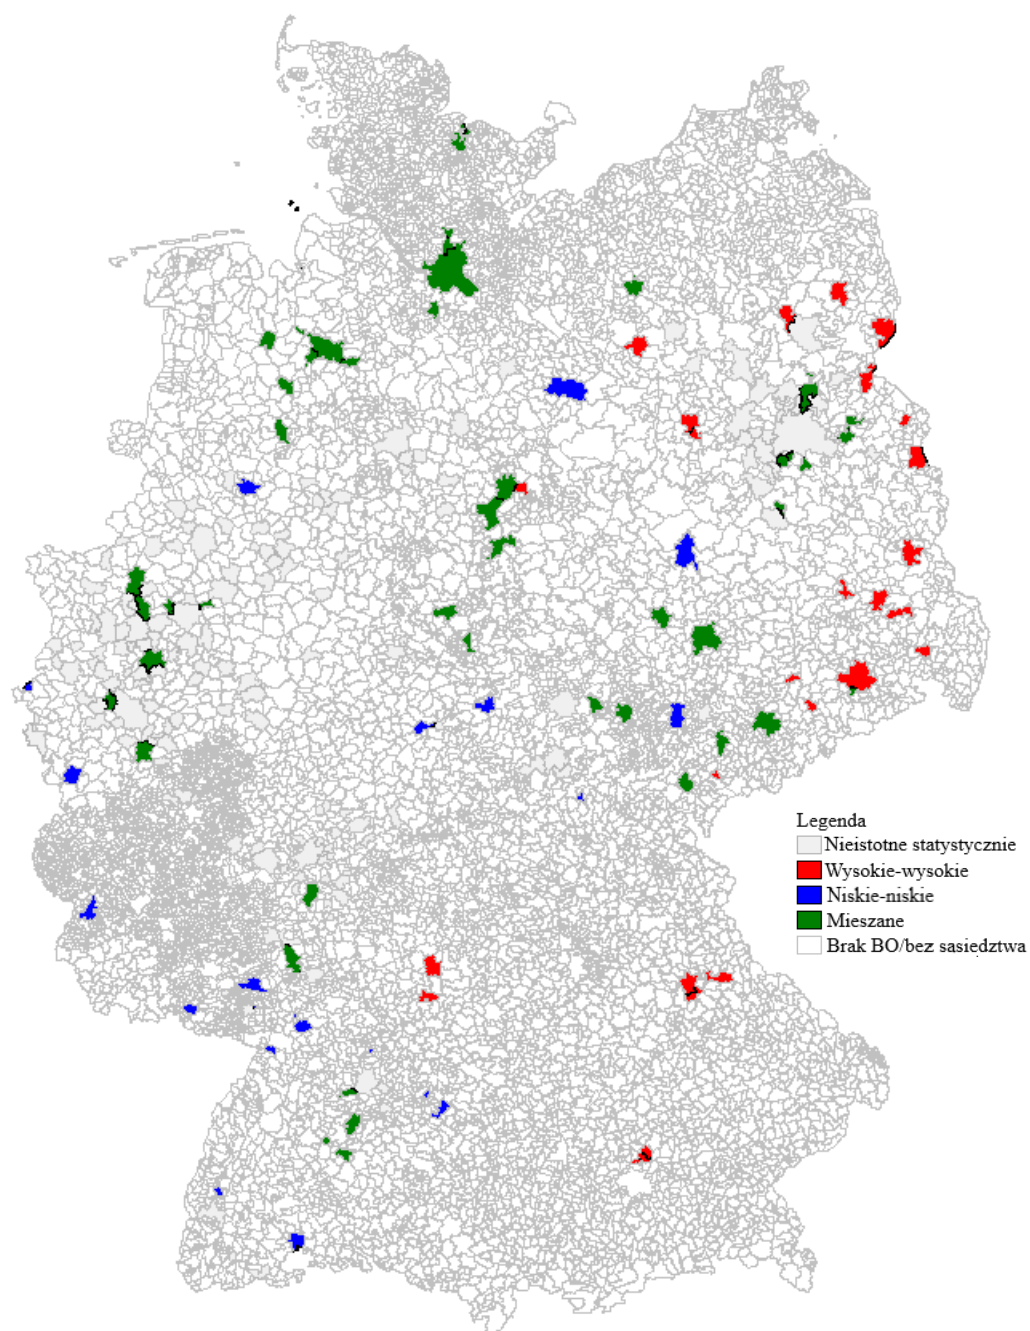 Legenda
Nieistotne statystycznie
Wysokie-wysokie
Niskie-niskie
Mieszane
Brak BO/bez sasiedztwa